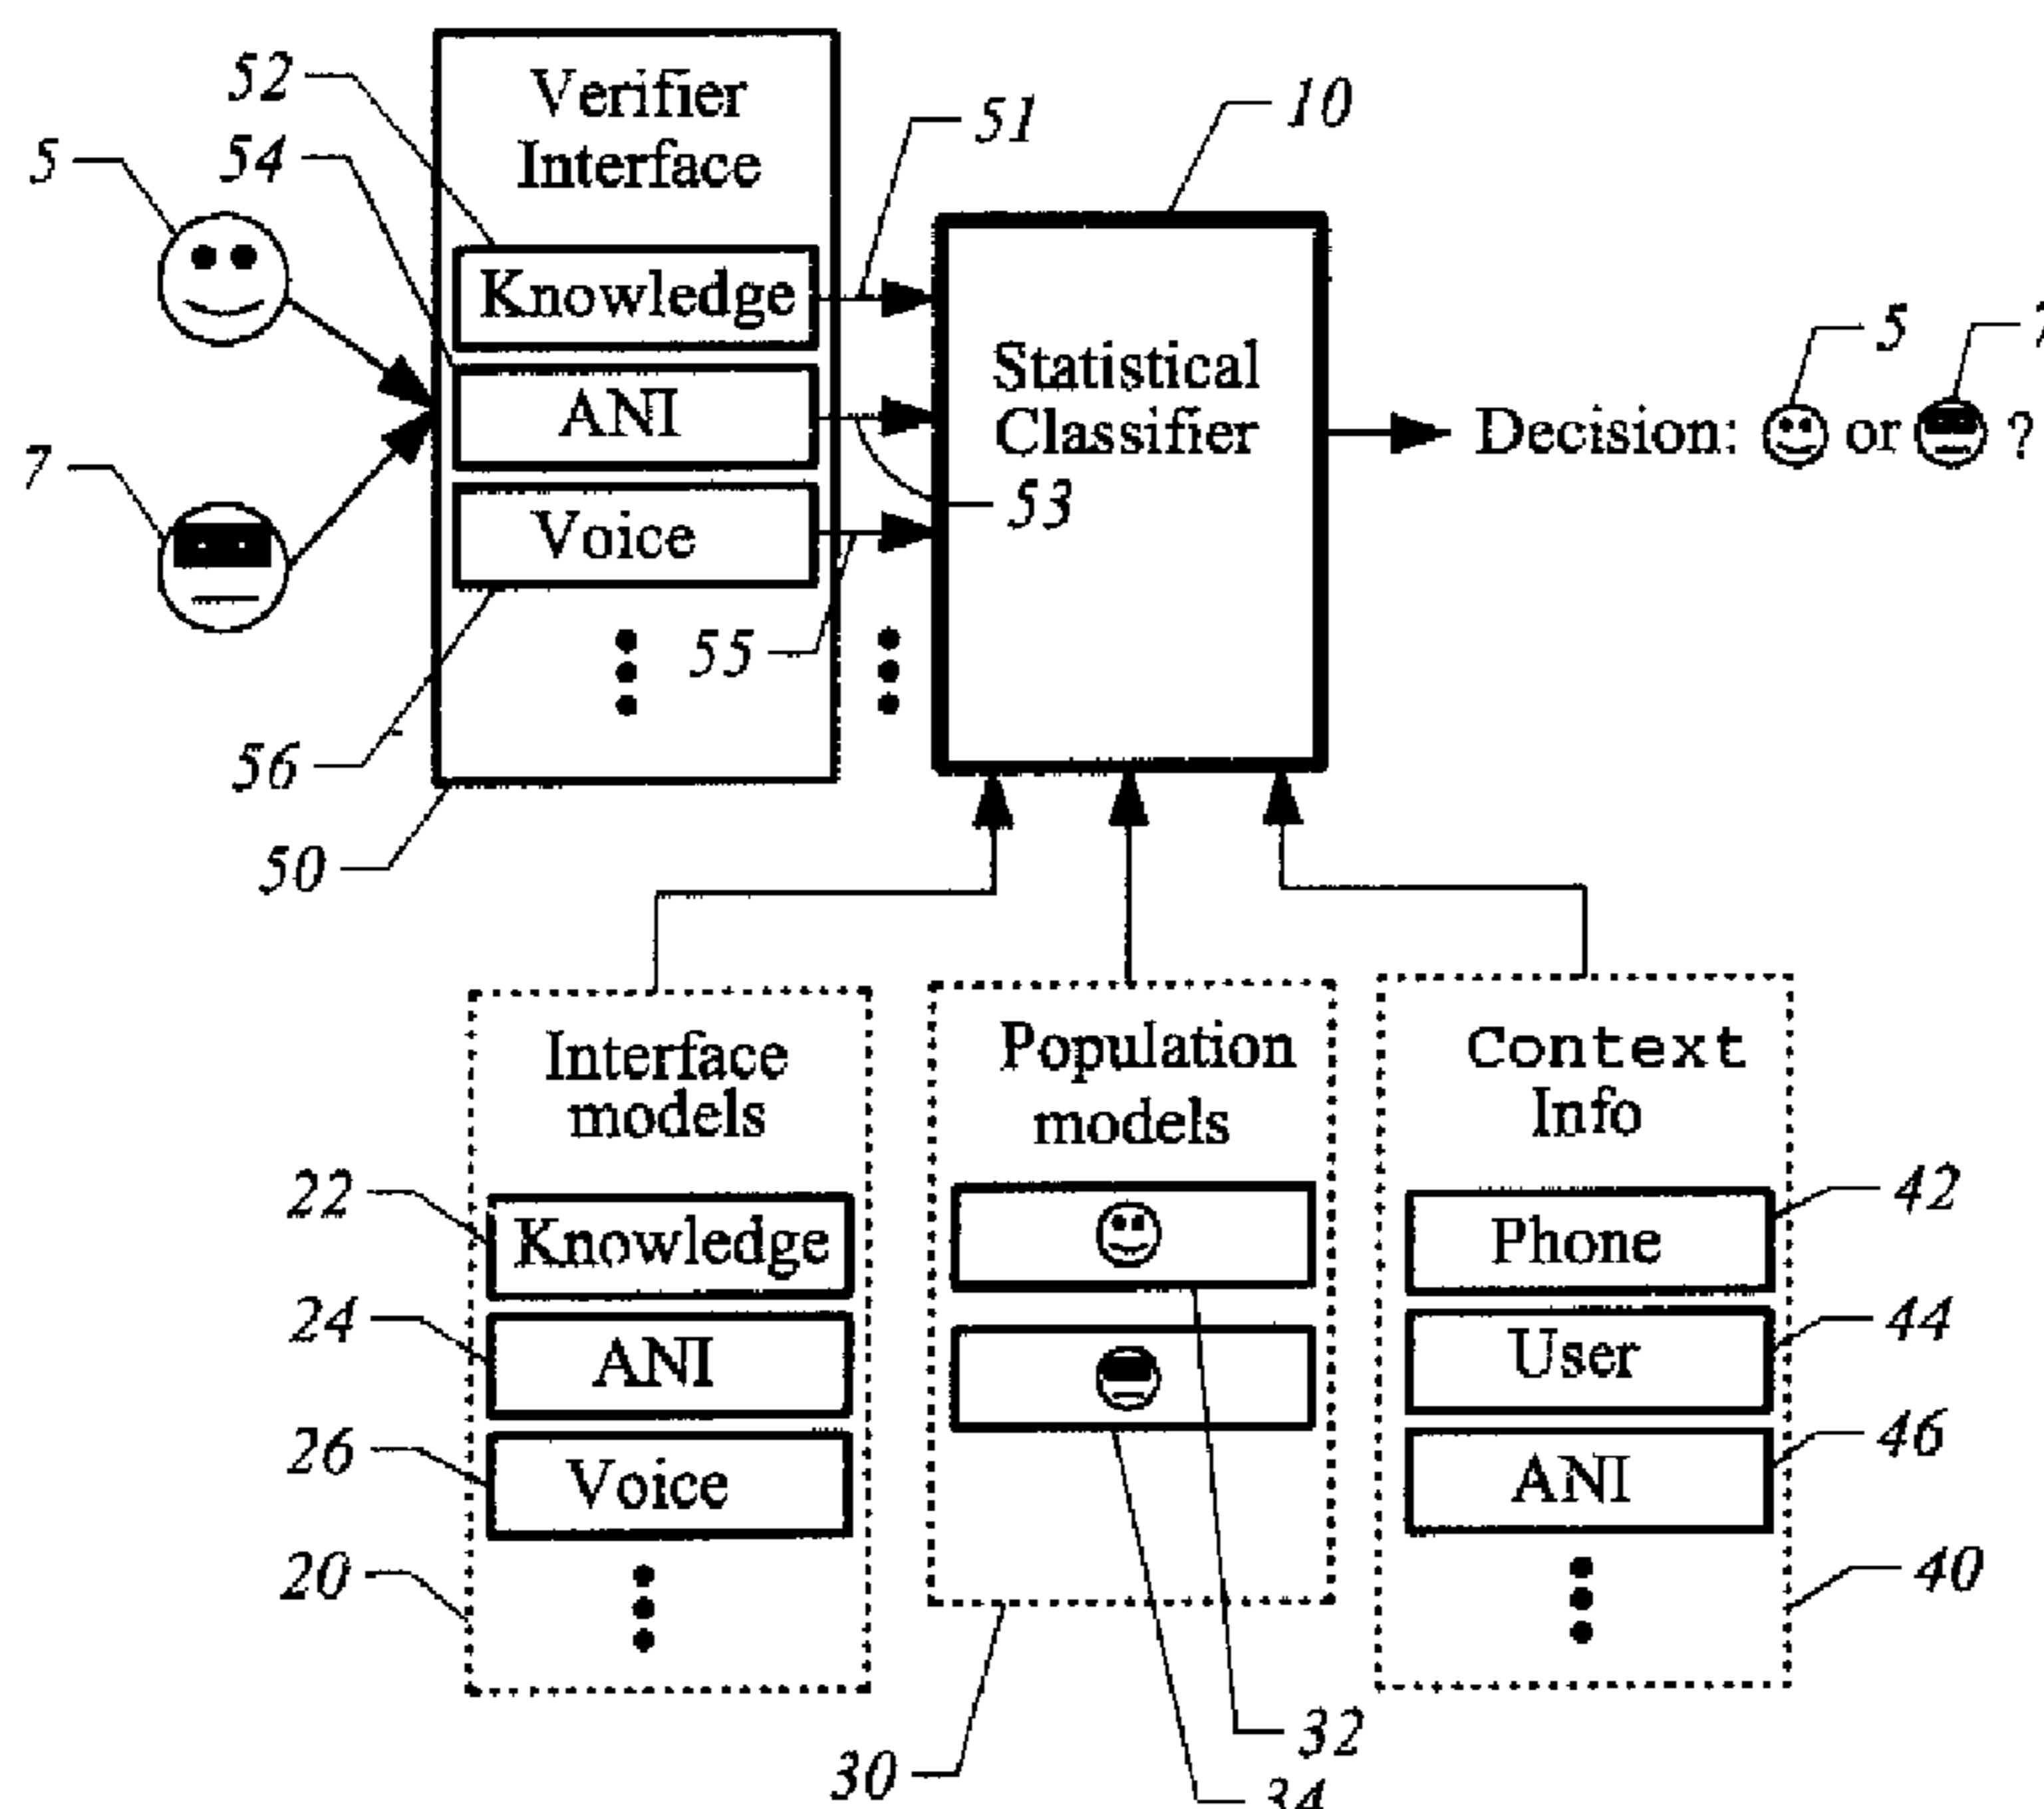 52
Verifier
Interface
51
10
5
54
Knowledge
Statistical
Classifier
5
7
ANI
Decision: or ?
7
53
Voice
55
56
50
Interface
models
Population
models
Context
Info
22
Knowledge
Phone
42
24
ANI
User
44
26
Voice
ANI
46
20
40
32
30
34